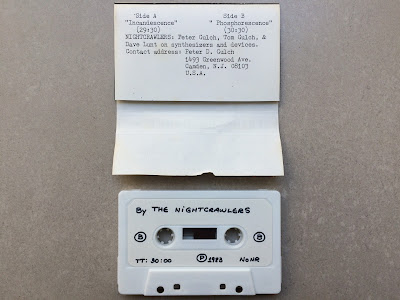 Side A Side B
"Incandescence" " Phosphorescence"
(29:30) (30:30)
NIGHTCRAWLERS: Peter Gulch, Tom Gulch, &
Dave Lunt on synthesizers and devices.
Contact address: Peter D. Gulch
1493 Greenwood Ave.
Camden, N.J. 08103
U.S.A.
By THE NIGHTCRAWLERS
B B
TT: 30:00 P NONR